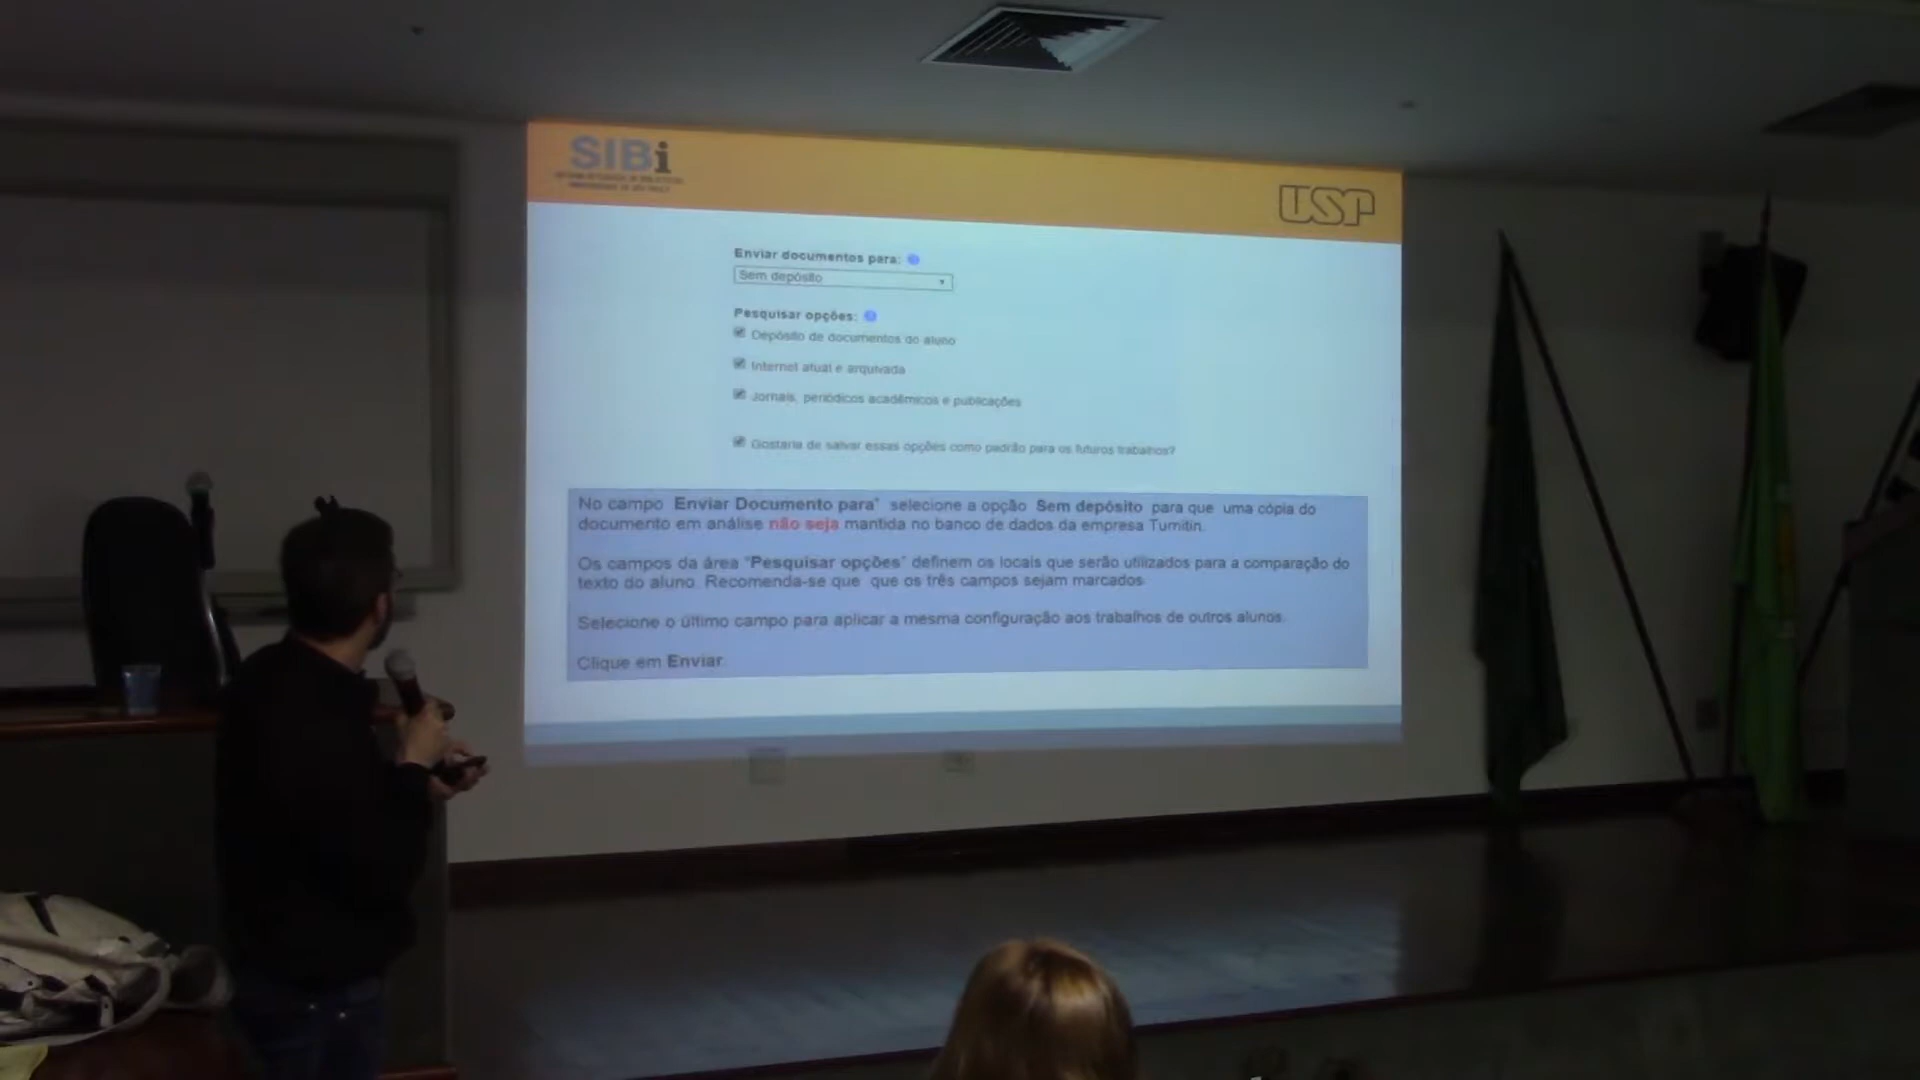 SIBi
UNIVERSIDADE DE SÃO PAULO
USP
Enviar documentos para:
Sem depósito
Pesquisar opções:
Depósito de documentos do aluno
Internet atual e arquivada
Jornais, periódicos acadêmicos e publicações
Gostaria de salvar essas opções como padrão para os futuros trabalhos?
No campo Enviar Documento para" selecione a opção Sem depósito para que uma cópia do
documento em análise não seja mantida no banco de dados da empresa Turnitin.
Os campos da área "Pesquisar opções" definem os locais que serão utilizados para a comparação do
texto do aluno. Recomenda-se que que os três campos sejam marcados
Selecione o último campo para aplicar a mesma configuração aos trabalhos de outros alunos.
Clique em Enviar.